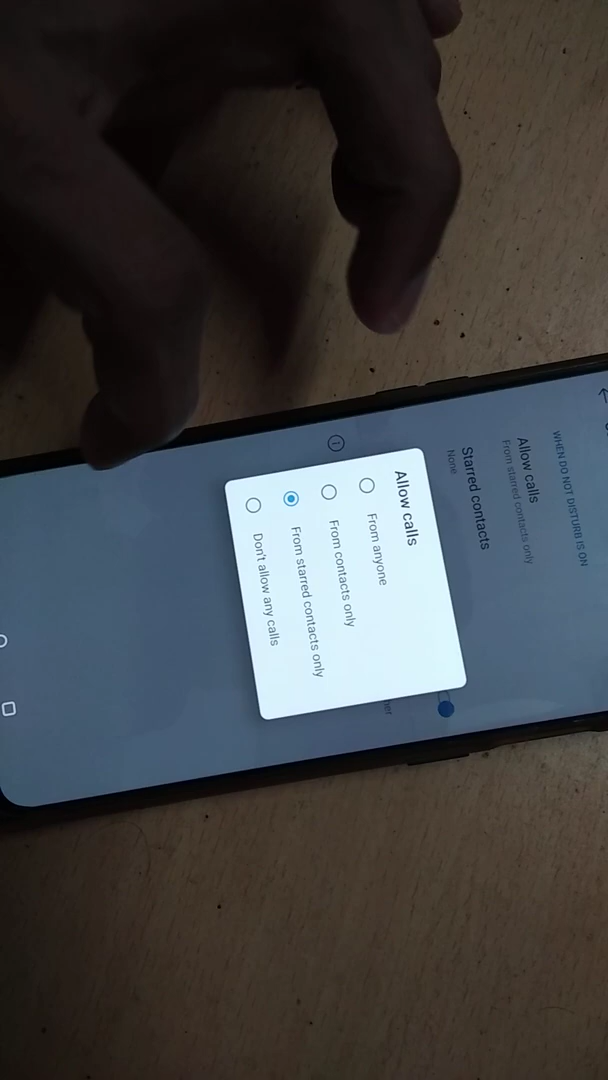 WHEN DO NOT DISTURB IS ON
Allow calls
From starred contacts only
Starred contacts
None
Allow calls
From anyone
From contacts only
From starred contacts only
Don't allow any calls